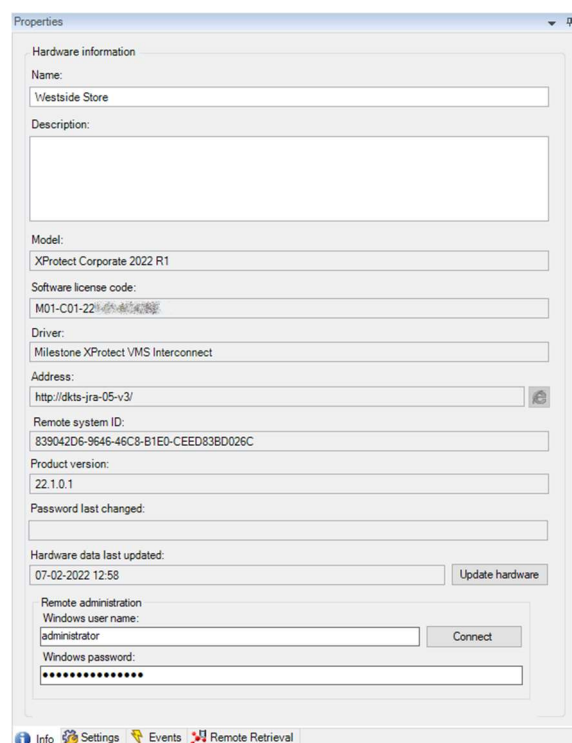 Properties
Hardware information
Name:
Westside Store
Description:
Model:
XProtect Corporate 2022 R1
Software license code:
M01-C01-22
Driver:
Milestone XProtect VMS Interconnect
Address:
http://dkts-jra-05-v3/
Remote system ID:
839042D6-9646-46C8-B1E0-CEED83BD026C
Product version:
22.1.0.1
Password last changed:
Hardware data last updated:
07-02-2022 12:58 Update hardware
Remote administration
Windows user name:
administrator Connect
Windows password:
●●●●●●●●●●●●●●●
Info Settings Events Remote Retrieval